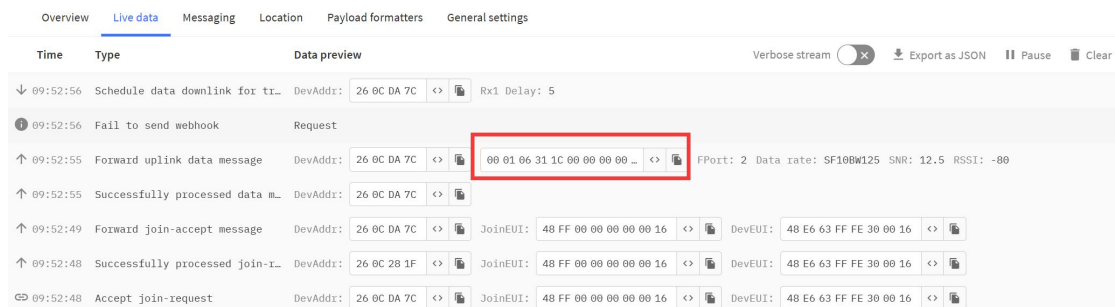 Overview Live data Messaging Location Payload formatters General settings
Time Type Data preview Verbose stream Export as JSON Pause Clear
09:52:56 Schedule data downlink for tr… DevAddr: 26 0C DA 7C <> Rx1 Delay: 5
09:52:56 Fail to send webhook Request
09:52:55 Forward uplink data message DevAddr: 26 0C DA 7C <> 00 01 06 31 1C 00 00 00 00 … <> FPort: 2 Data rate: SF10BW125 SNR: 12.5 RSSI: -80
09:52:55 Successfully processed data m… DevAddr: 26 0C DA 7C <>
09:52:49 Forward join-accept message DevAddr: 26 0C DA 7C <> JoinEUI: 48 FF 00 00 00 00 00 16 <> DevEUI: 48 E6 63 FF FE 30 00 16 <>
09:52:48 Successfully processed join-r… DevAddr: 26 0C 28 1F <> JoinEUI: 48 FF 00 00 00 00 00 16 <> DevEUI: 48 E6 63 FF FE 30 00 16 <>
09:52:48 Accept join-request DevAddr: 26 0C DA 7C <> JoinEUI: 48 FF 00 00 00 00 00 16 <> DevEUI: 48 E6 63 FF FE 30 00 16 <>